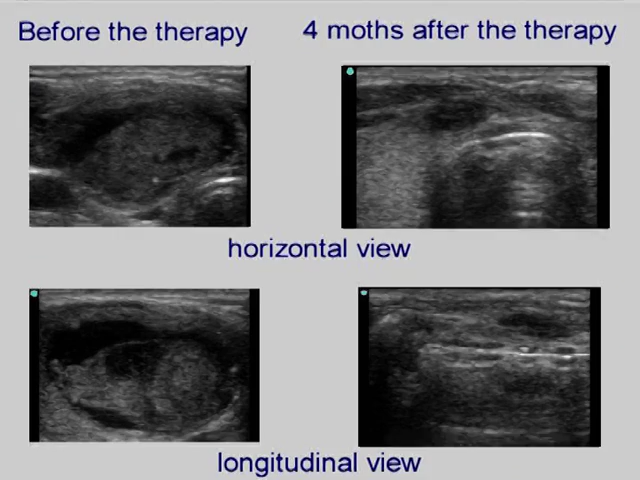 Before the therapy
4 moths after the therapy
horizontal view
longitudinal view